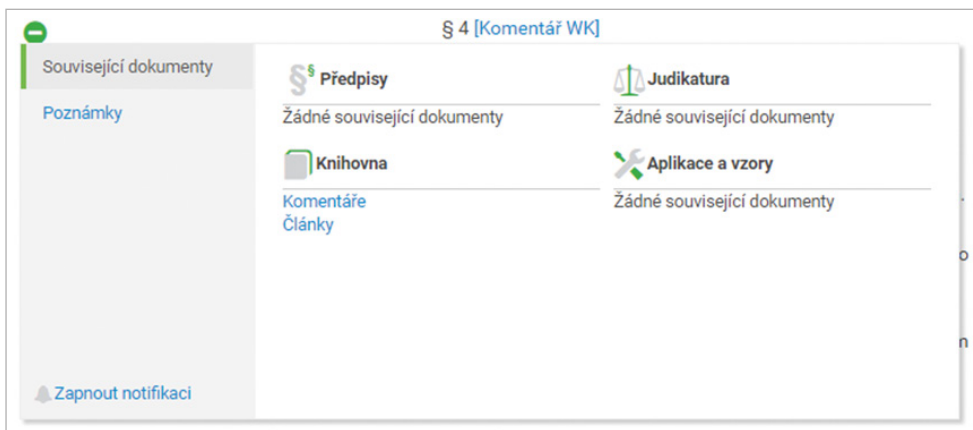 § 4 [Komentář WK]
Související dokumenty
Poznámky
Zapnout notifikaci
§§ Předpisy
Žádné související dokumenty
Judikatura
Žádné související dokumenty
Knihovna
Komentáře
Články
Aplikace a vzory
Žádné související dokumenty
.
o
m